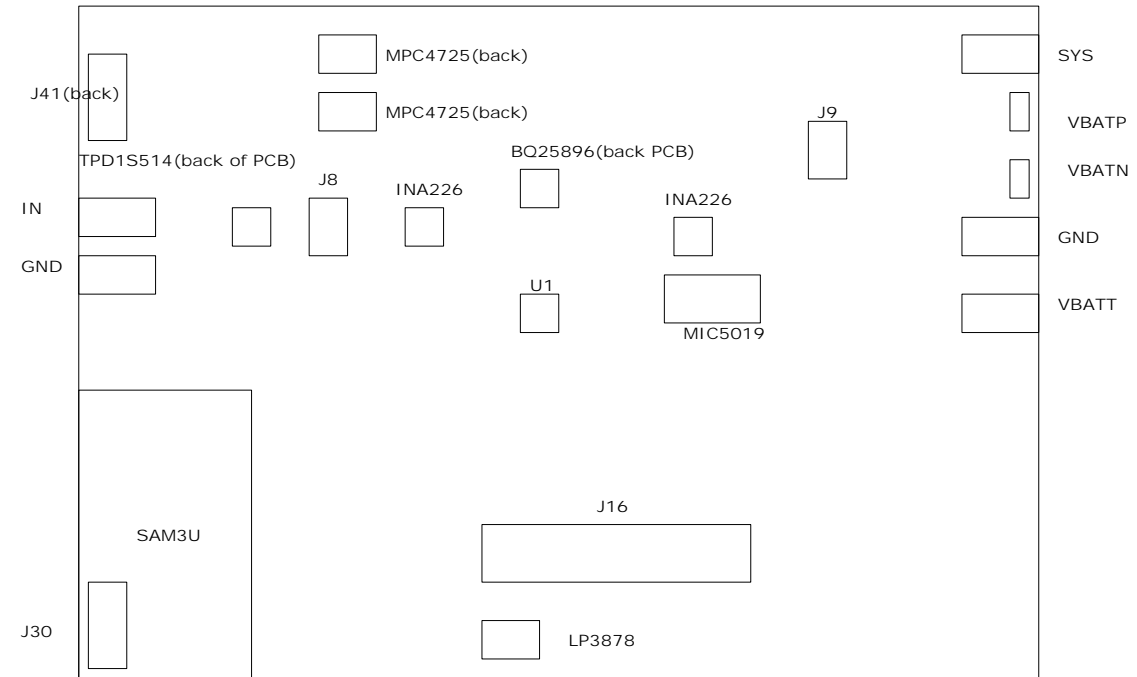 MPC4725(back)
SYS
J41(back)
MPC4725(back)
J9
VBATP
TPD1S514(back of PCB)
BQ25896(back PCB)
VBATN
J8
INA226
INA226
IN
GND
GND
U1
VBATT
MIC5019
J16
SAM3U
J30
LP3878